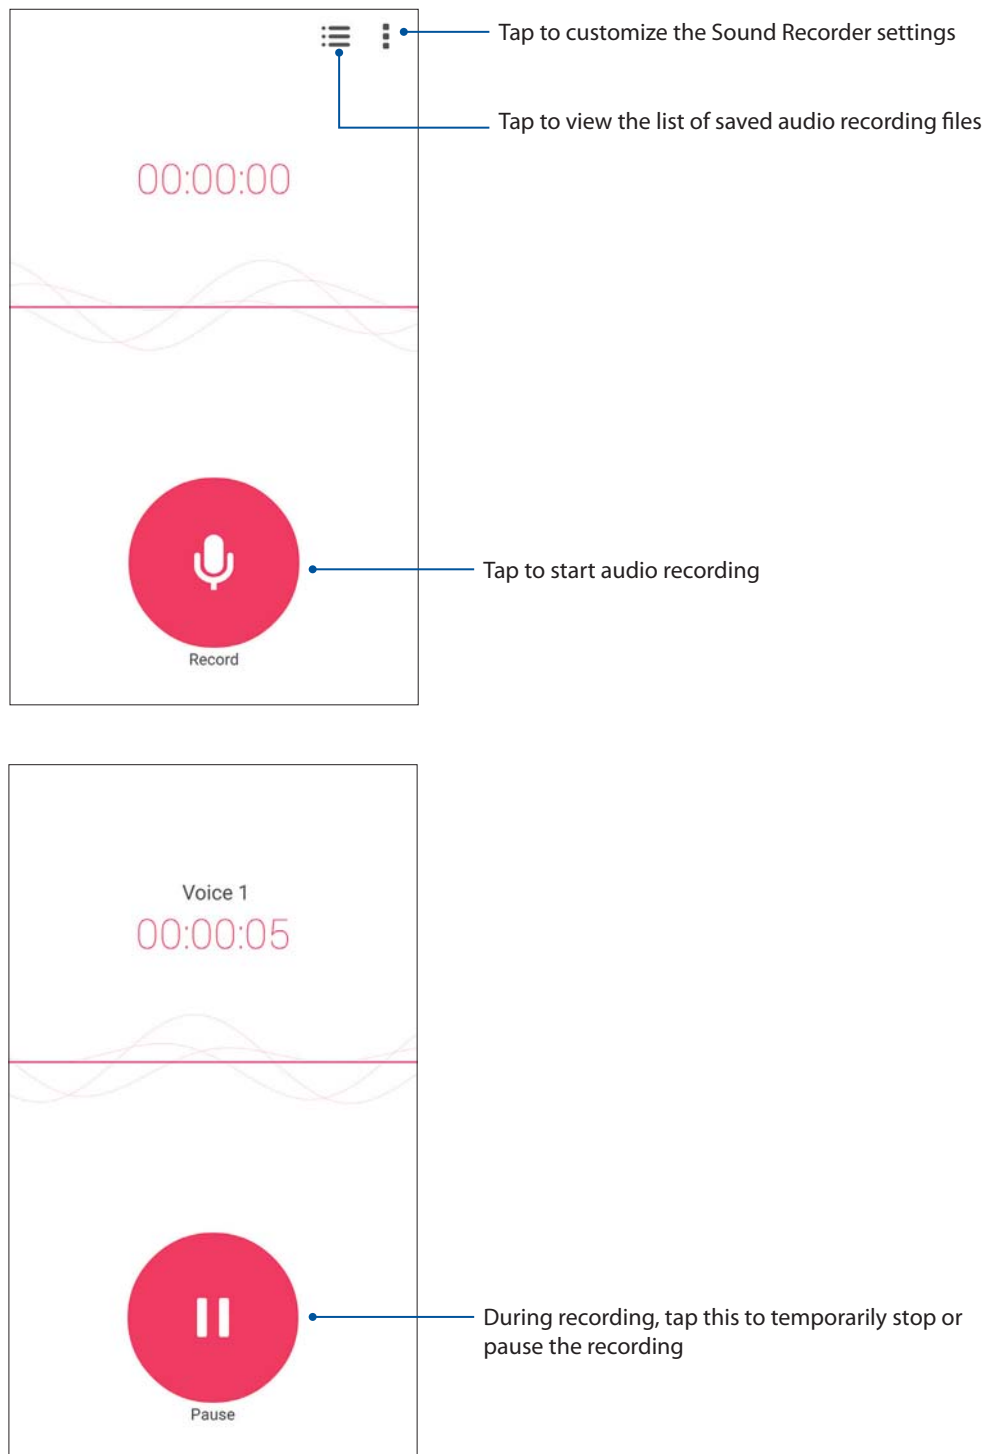 Tap to customize the Sound Recorder settings
Tap to view the list of saved audio recording files
00:00:00
Tap to start audio recording
Record
Voice 1
00:00:05
During recording, tap this to temporarily stop or
pause the recording
Pause